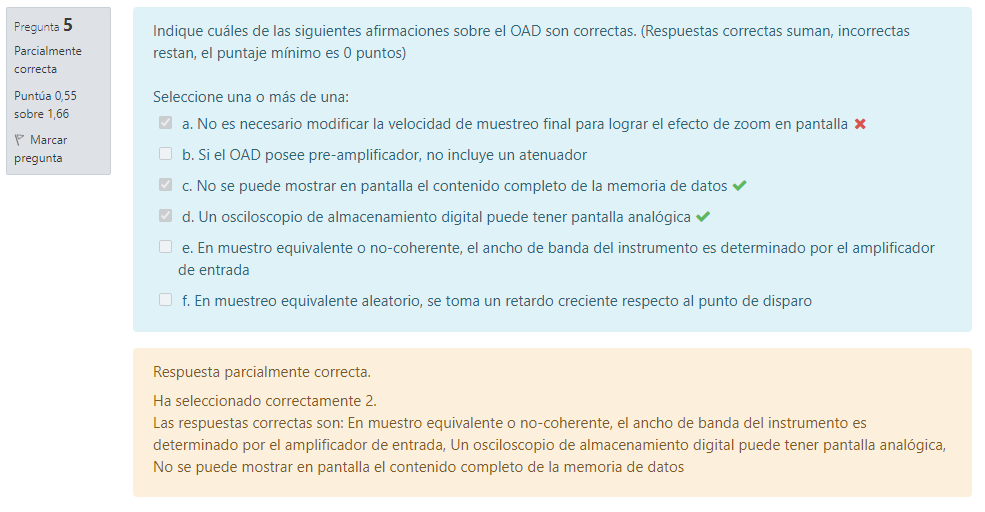 Pregunta 5
Parcialmente
correcta
Puntúa 0,55
sobre 1,66
Marcar
pregunta
Indique cuáles de las siguientes afirmaciones sobre el OAD son correctas. (Respuestas correctas suman, incorrectas
restan, el puntaje mínimo es 0 puntos)
Seleccione una o más de una:
a. No es necesario modificar la velocidad de muestreo final para lograr el efecto de zoom en pantalla
b. Si el OAD posee pre-amplificador, no incluye un atenuador
c. No se puede mostrar en pantalla el contenido completo de la memoria de datos
d. Un osciloscopio de almacenamiento digital puede tener pantalla analógica
e. En muestro equivalente o no-coherente, el ancho de banda del instrumento es determinado por el amplificador
de entrada
f. En muestreo equivalente aleatorio, se toma un retardo creciente respecto al punto de disparo
Respuesta parcialmente correcta.
Ha seleccionado correctamente 2.
Las respuestas correctas son: En muestro equivalente o no-coherente, el ancho de banda del instrumento es
determinado por el amplificador de entrada, Un osciloscopio de almacenamiento digital puede tener pantalla analógica,
No se puede mostrar en pantalla el contenido completo de la memoria de datos